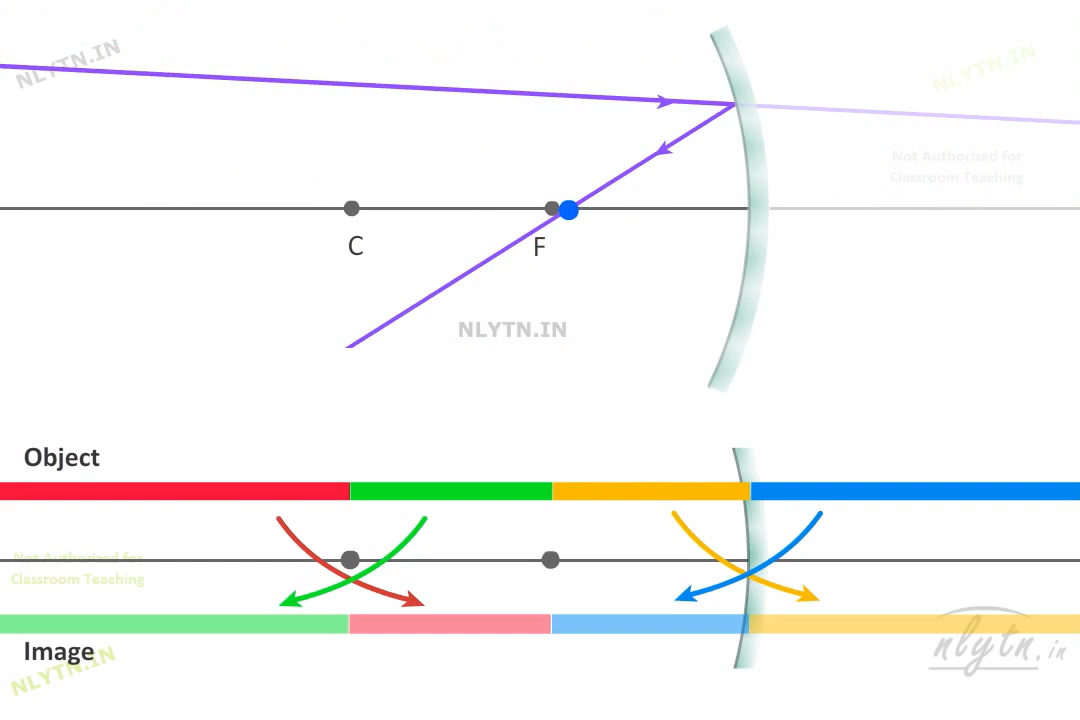 NLYTN.IN
NLYTN.IN
Not Authorized for
Classroom Teaching
C
F
NLYTN.IN
Object
Not Authorized for
Classroom Teaching
Image
NLYTN.IN
nlytn.in